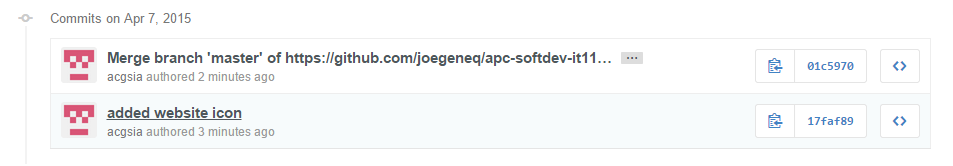 Commits on Apr 7, 2015
Merge branch 'master' of https://github.com/joegeneq/apc-softdev-it11… ...
acgsia authored 2 minutes ago
01c5970
added website icon
acgsia authored 3 minutes ago
17faf89